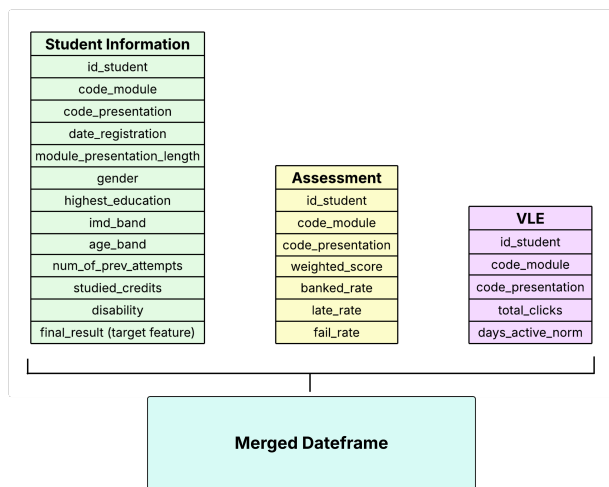 Student Information
id_student
code_module
code_presentation
date_registration
module_presentation_length
gender
highest_education
imd_band
age_band
num_of_prev_attempts
studied_credits
disability
final_result (target feature)
Assessment
id_student
code_module
code_presentation
weighted_score
banked_rate
late_rate
fail_rate
VLE
id_student
code_module
code_presentation
total_clicks
days_active_norm
Merged Dateframe